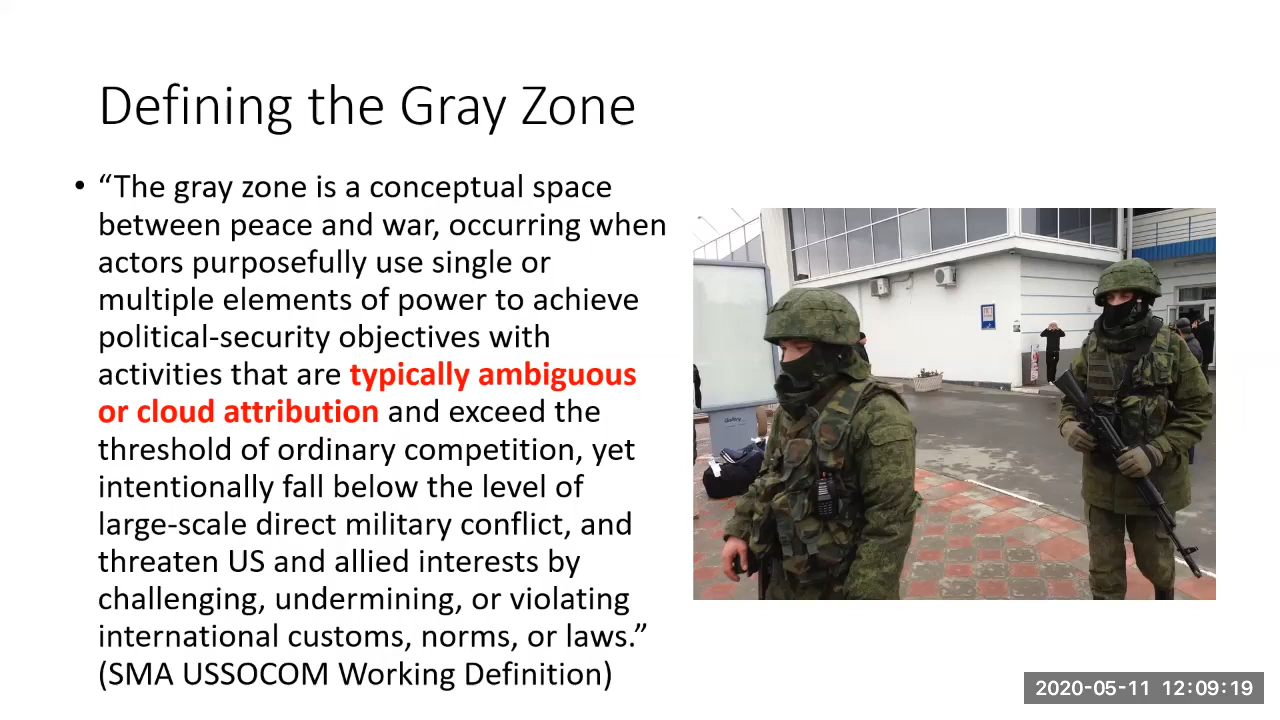 Defining the Gray Zone
• “The gray zone is a conceptual space
between peace and war, occurring when
actors purposefully use single or
multiple elements of power to achieve
political-security objectives with
activities that are typically ambiguous
or cloud attribution and exceed the
threshold of ordinary competition, yet
intentionally fall below the level of
large-scale direct military conflict, and
threaten US and allied interests by
challenging, undermining, or violating
international customs, norms, or laws.”
(SMA USSOCOM Working Definition)
2020-05-11 12:09:19